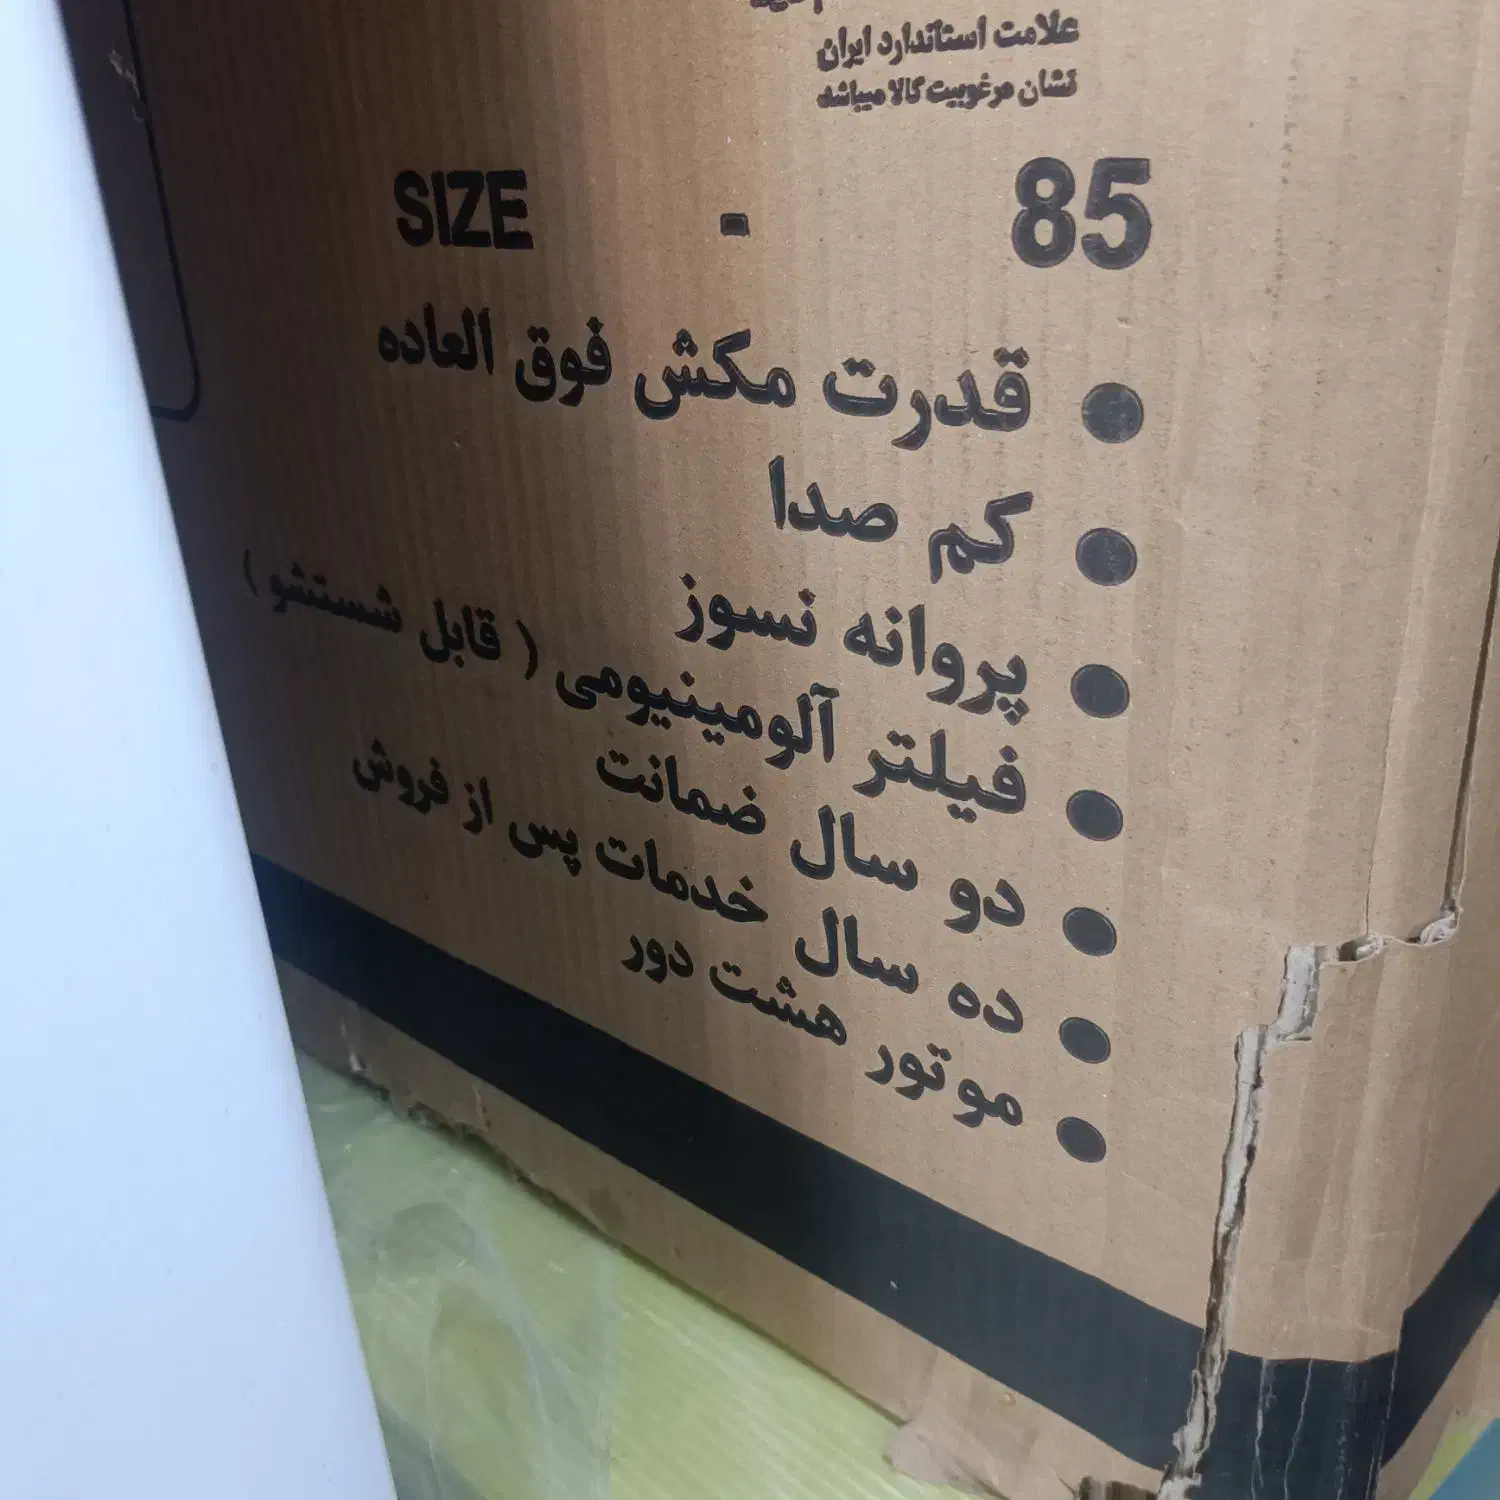 علامت استاندارد ایران
نشان مرغوبیت کالا میباشد
SIZE - 85
● قدرت مکش فوق العاده
● کم صدا
● پروانه نسوز
● فیلتر آلومینیومی ( قابل شستشو )
● دو سال ضمانت
● ده سال خدمات پس از فروش
● موتور هشت دور